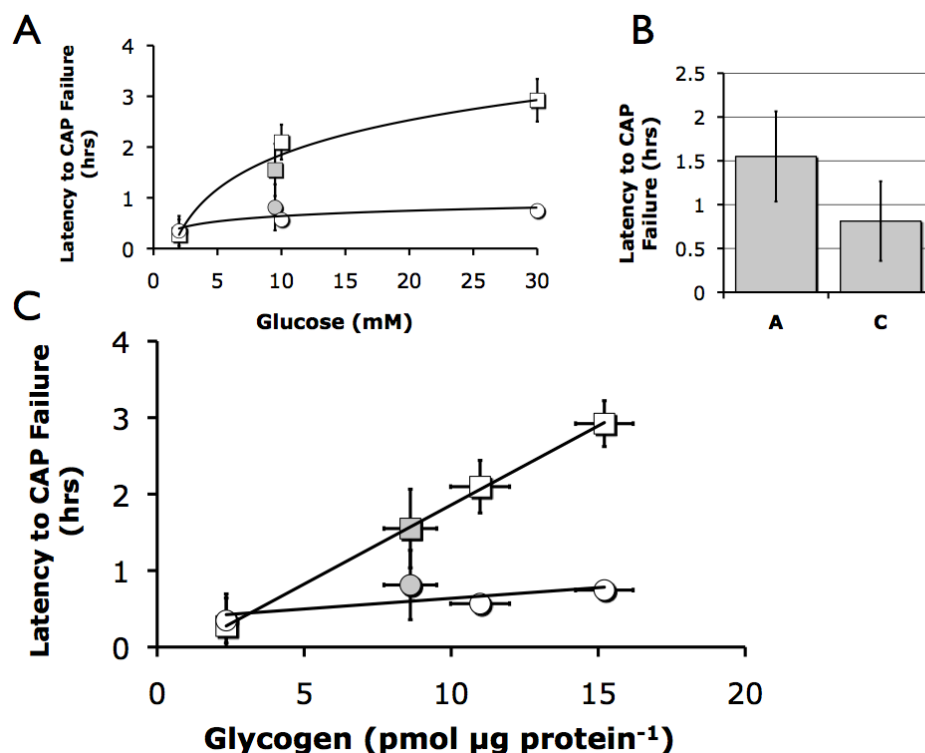 A
Latency to CAP Failure
(hrs)
4
3
2
1
0
0 5 10 15 20 25 30
Glucose (mM)
B
Latency to CAP
Failure (hrs)
2.5
2
1.5
1
0.5
0
A C
C
Latency to CAP Failure
(hrs)
4
3
2
1
0
0 5 10 15 20
Glycogen (pmol µg protein⁻¹)